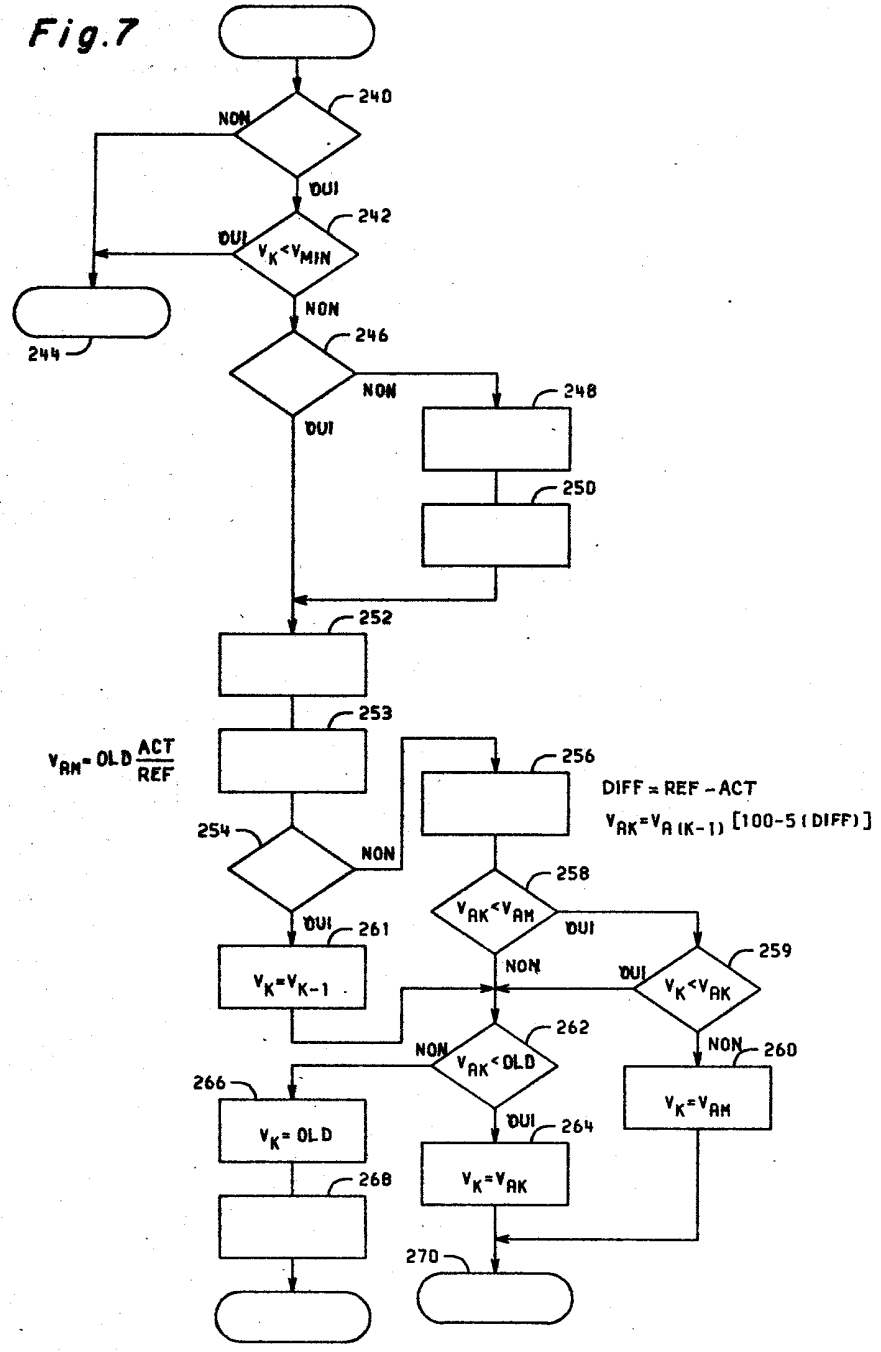 Fig.7
240
NON
OUI
242
OUI
V_K<V_MIN
NON
244
246
NON
OUI
248
250
252
253
V_AM=OLD ACT/REF
256
DIFF=REF-ACT
V_AK=V_A(K-1) [100-5(DIFF)]
254
NON
OUI
258
V_AK<V_AM
OUI
NON
261
V_K=V_K-1
259
OUI
V_K<V_AK
NON
262
NON
V_AK<OLD
OUI
260
V_K=V_AM
266
V_K=OLD
264
V_K=V_AK
268
270